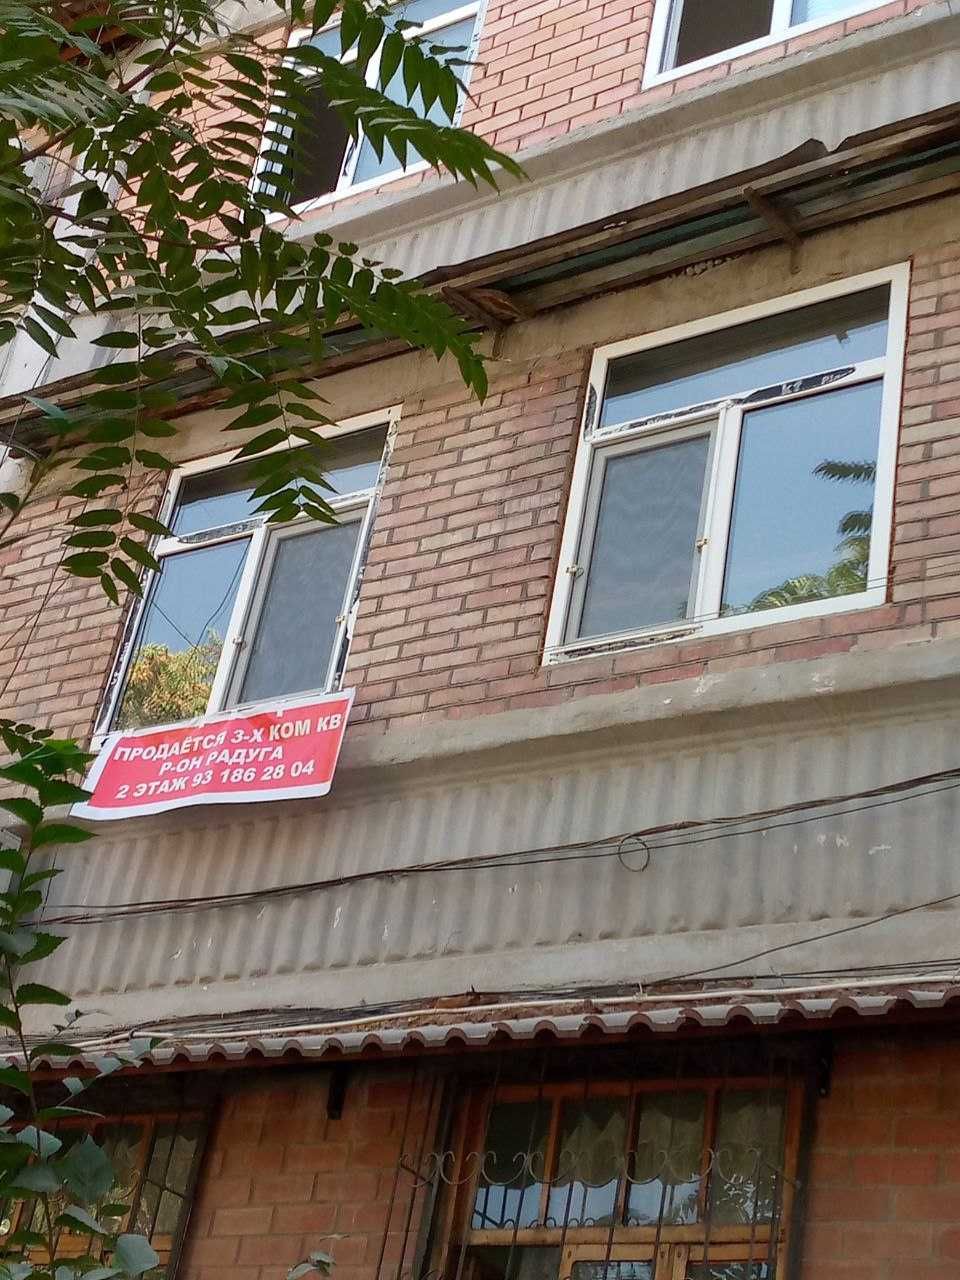 ПРОДАЁТСЯ 3-Х КОМ КВ
Р-ОН РАДУГА
2 ЭТАЖ 93 186 28 04